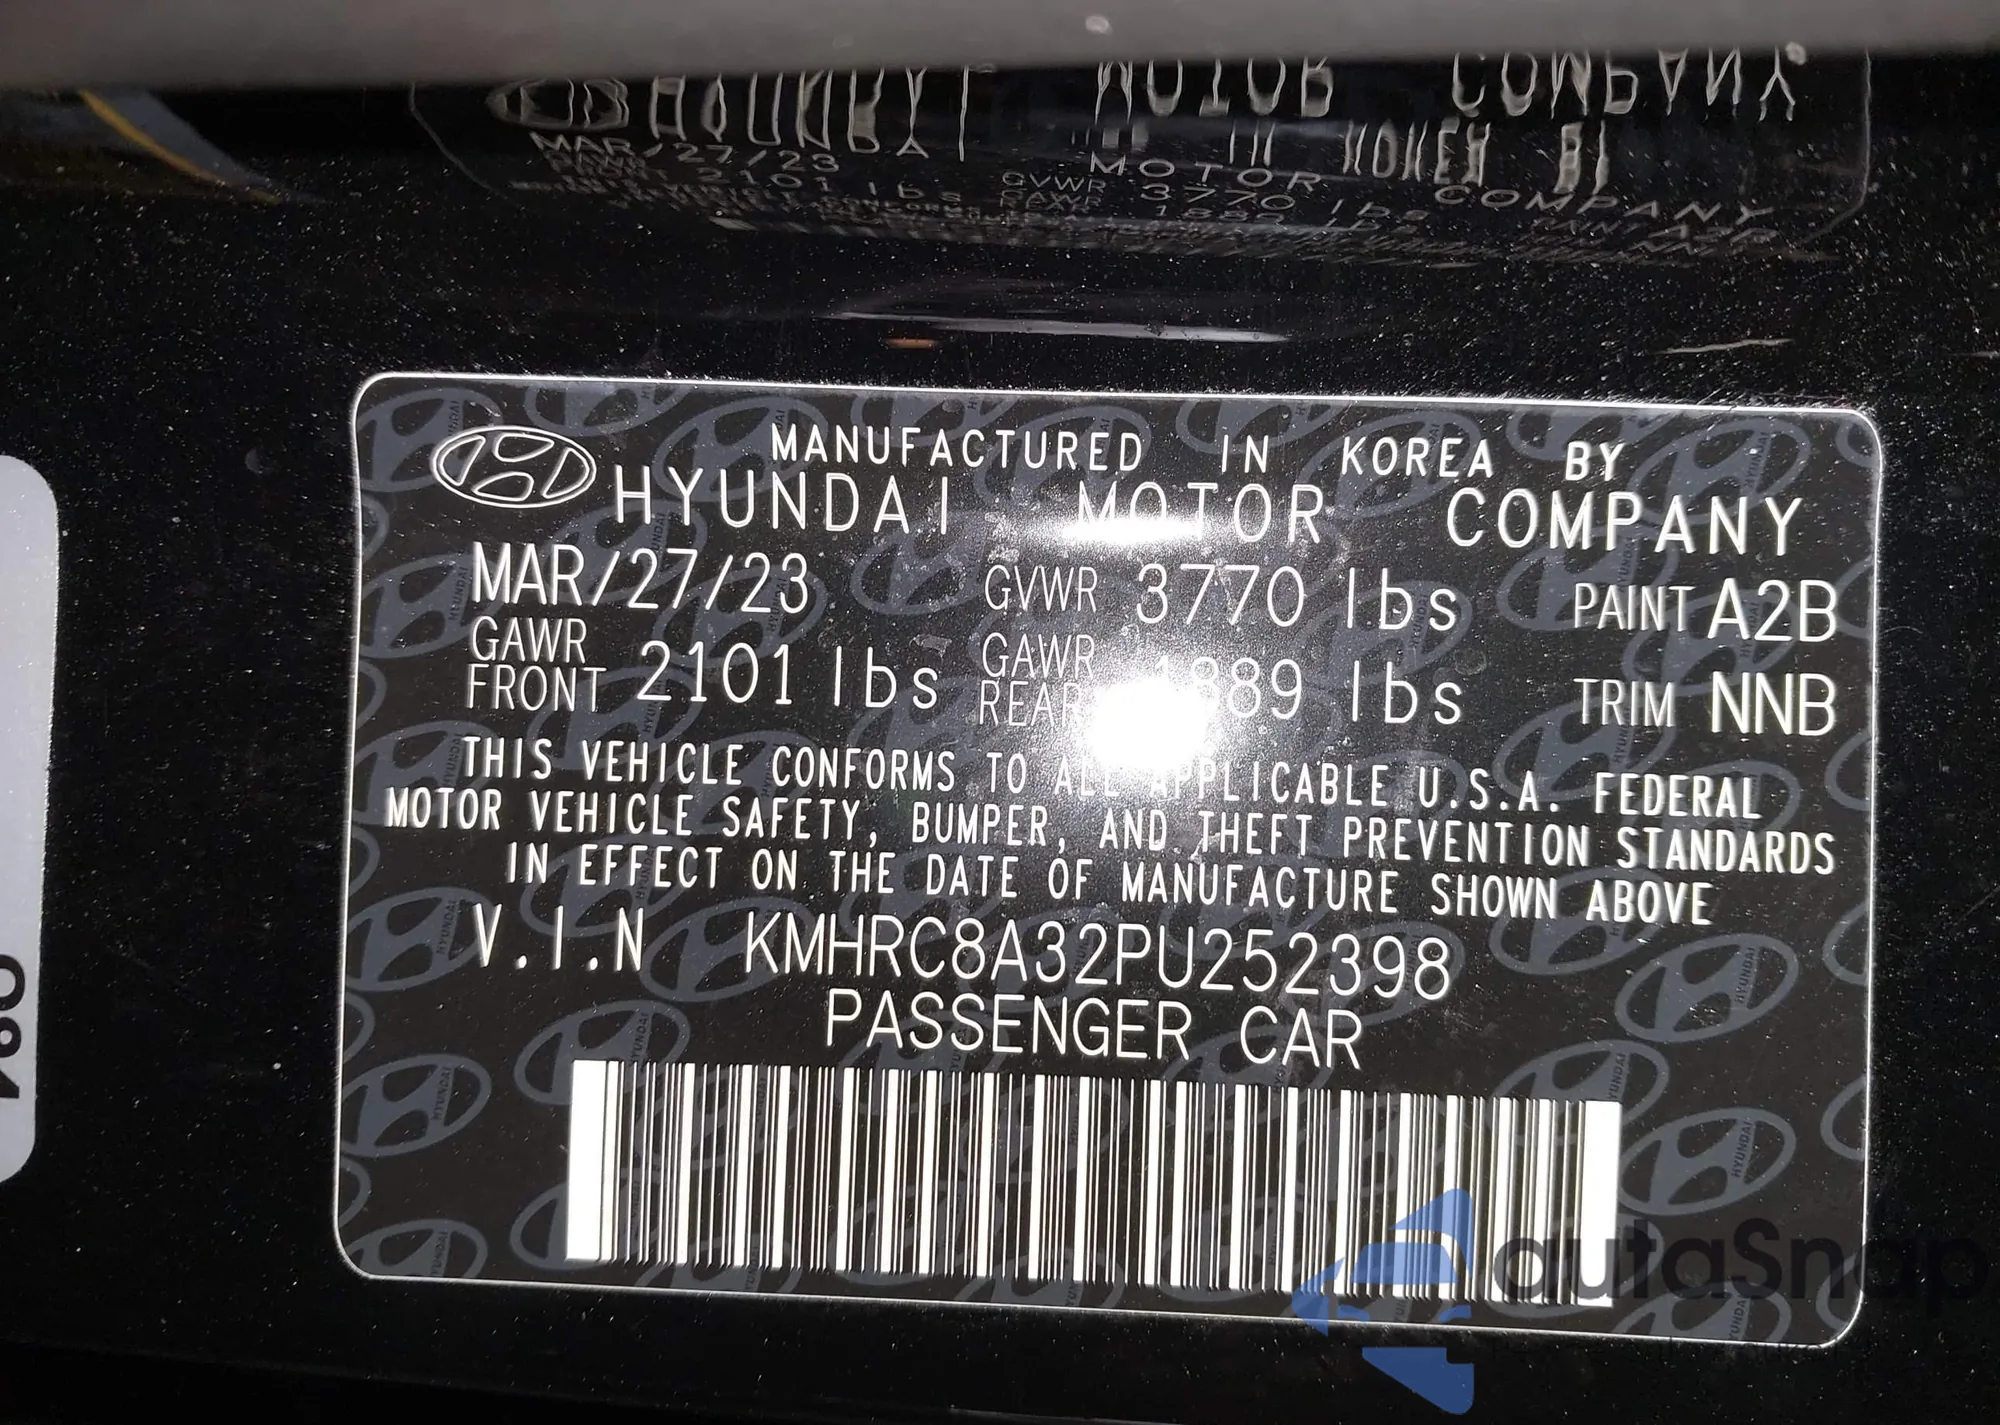 MANUFACTURED IN KOREA BY
HYUNDAI MOTOR COMPANY
MAR/27/23 GVWR 3770 lbs PAINT A2B
GAWR FRONT 2101 lbs GAWR REAR 1889 lbs TRIM NNB
THIS VEHICLE CONFORMS TO ALL APPLICABLE U.S.A. FEDERAL
MOTOR VEHICLE SAFETY, BUMPER, AND THEFT PREVENTION STANDARDS
IN EFFECT ON THE DATE OF MANUFACTURE SHOWN ABOVE
V.I.N KMHRC8A32PU252398
PASSENGER CAR
autaSnap